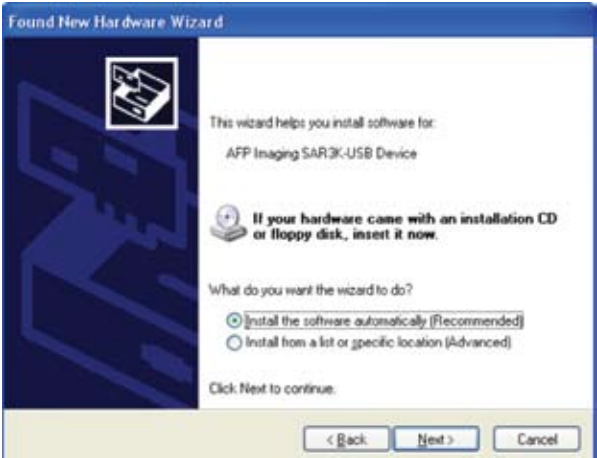 Found New Hardware Wizard
This wizard helps you install software for:
AFP Imaging SAR3K-USB Device
If your hardware came with an installation CD
or floppy disk, insert it now.
What do you want the wizard to do?
Install the software automatically (Recommended)
Install from a list or specific location (Advanced)
Click Next to continue.
< Back Next > Cancel